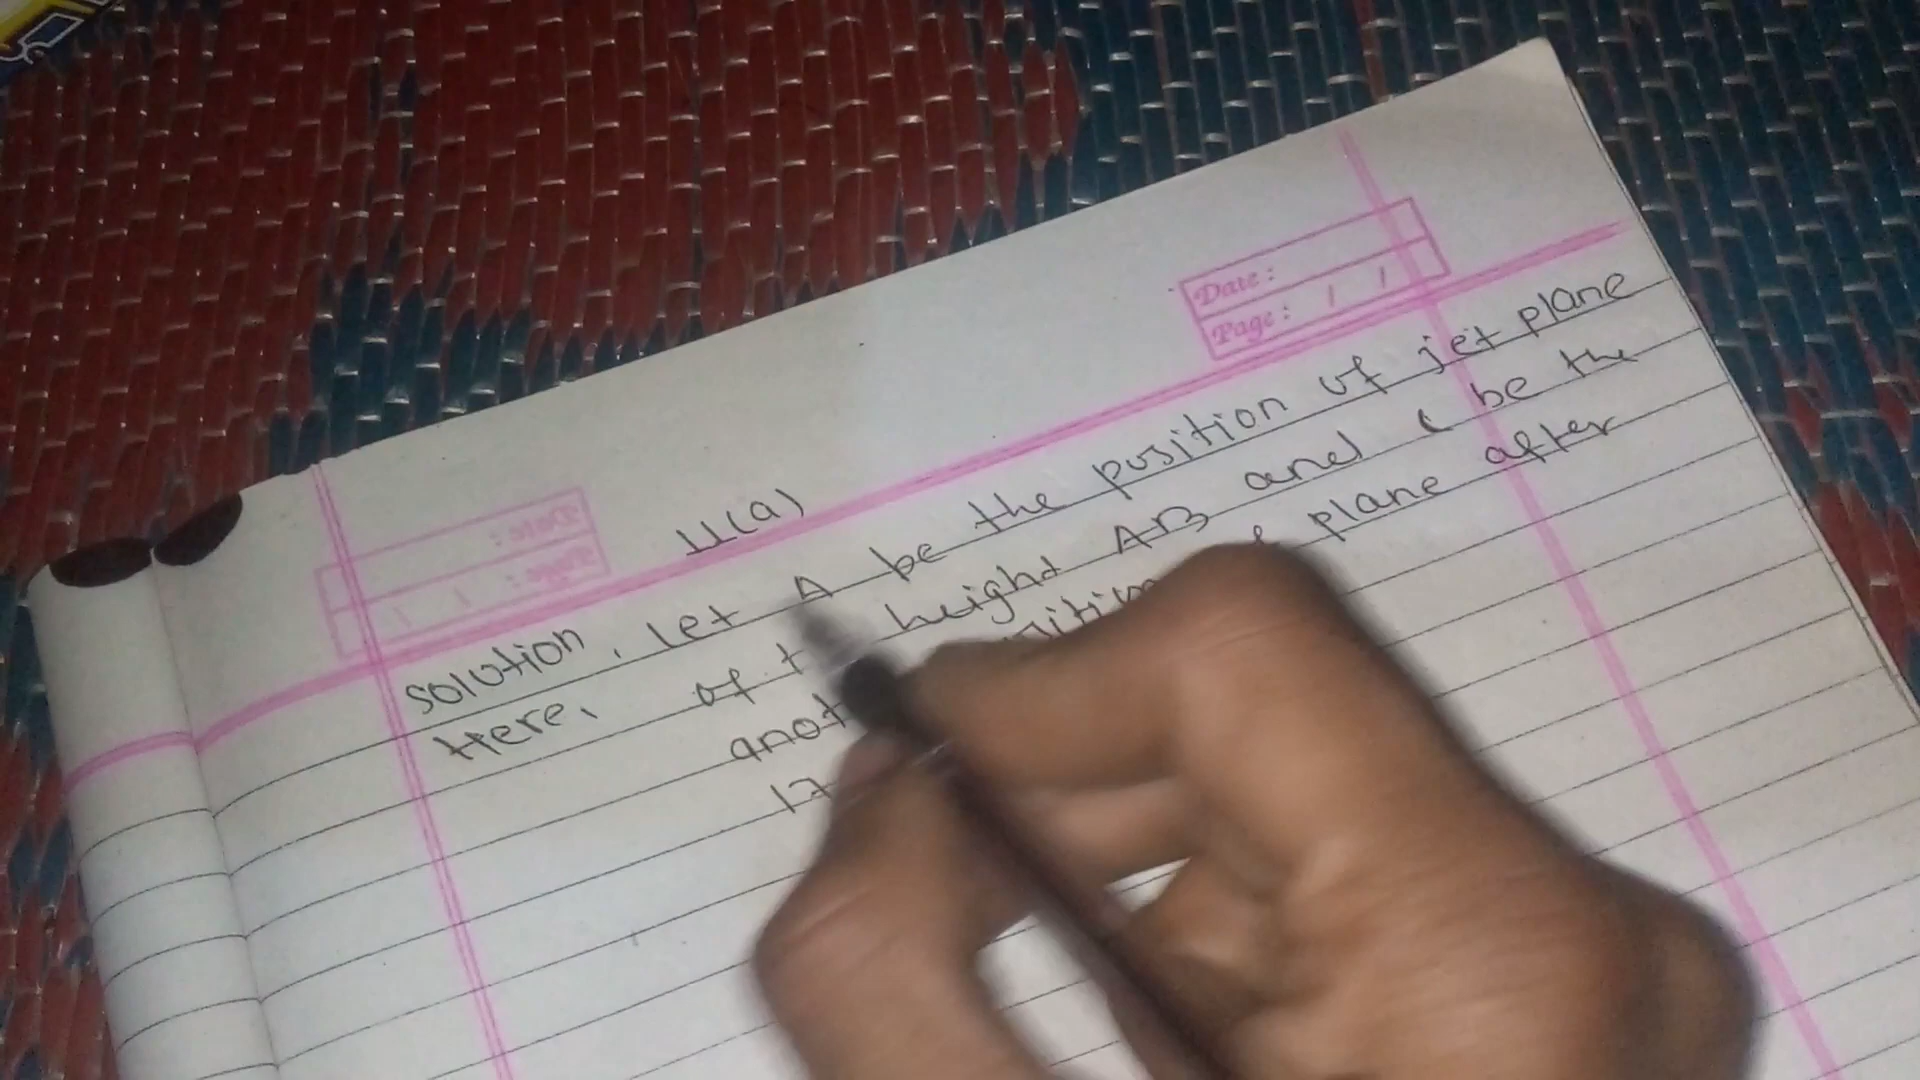 Date :
Page : / /
11(a)
solution, let A be the position of jet plane
Here, of height AB and C be the
plane after
17